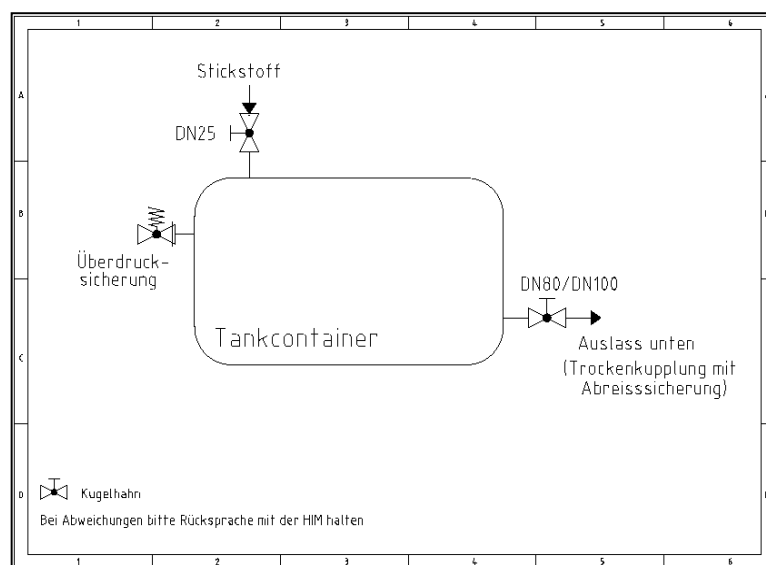 1 2 3 4 5 6
A
Stickstoff
DN25
B
Überdruck-
sicherung
DN80/DN100
Tankcontainer
Auslass unten
(Trockenkupplung mit
Abreisssicherung)
C
D
Kugelhahn
Bei Abweichungen bitte Rücksprache mit der HIM halten
1 2 3 4 5 6